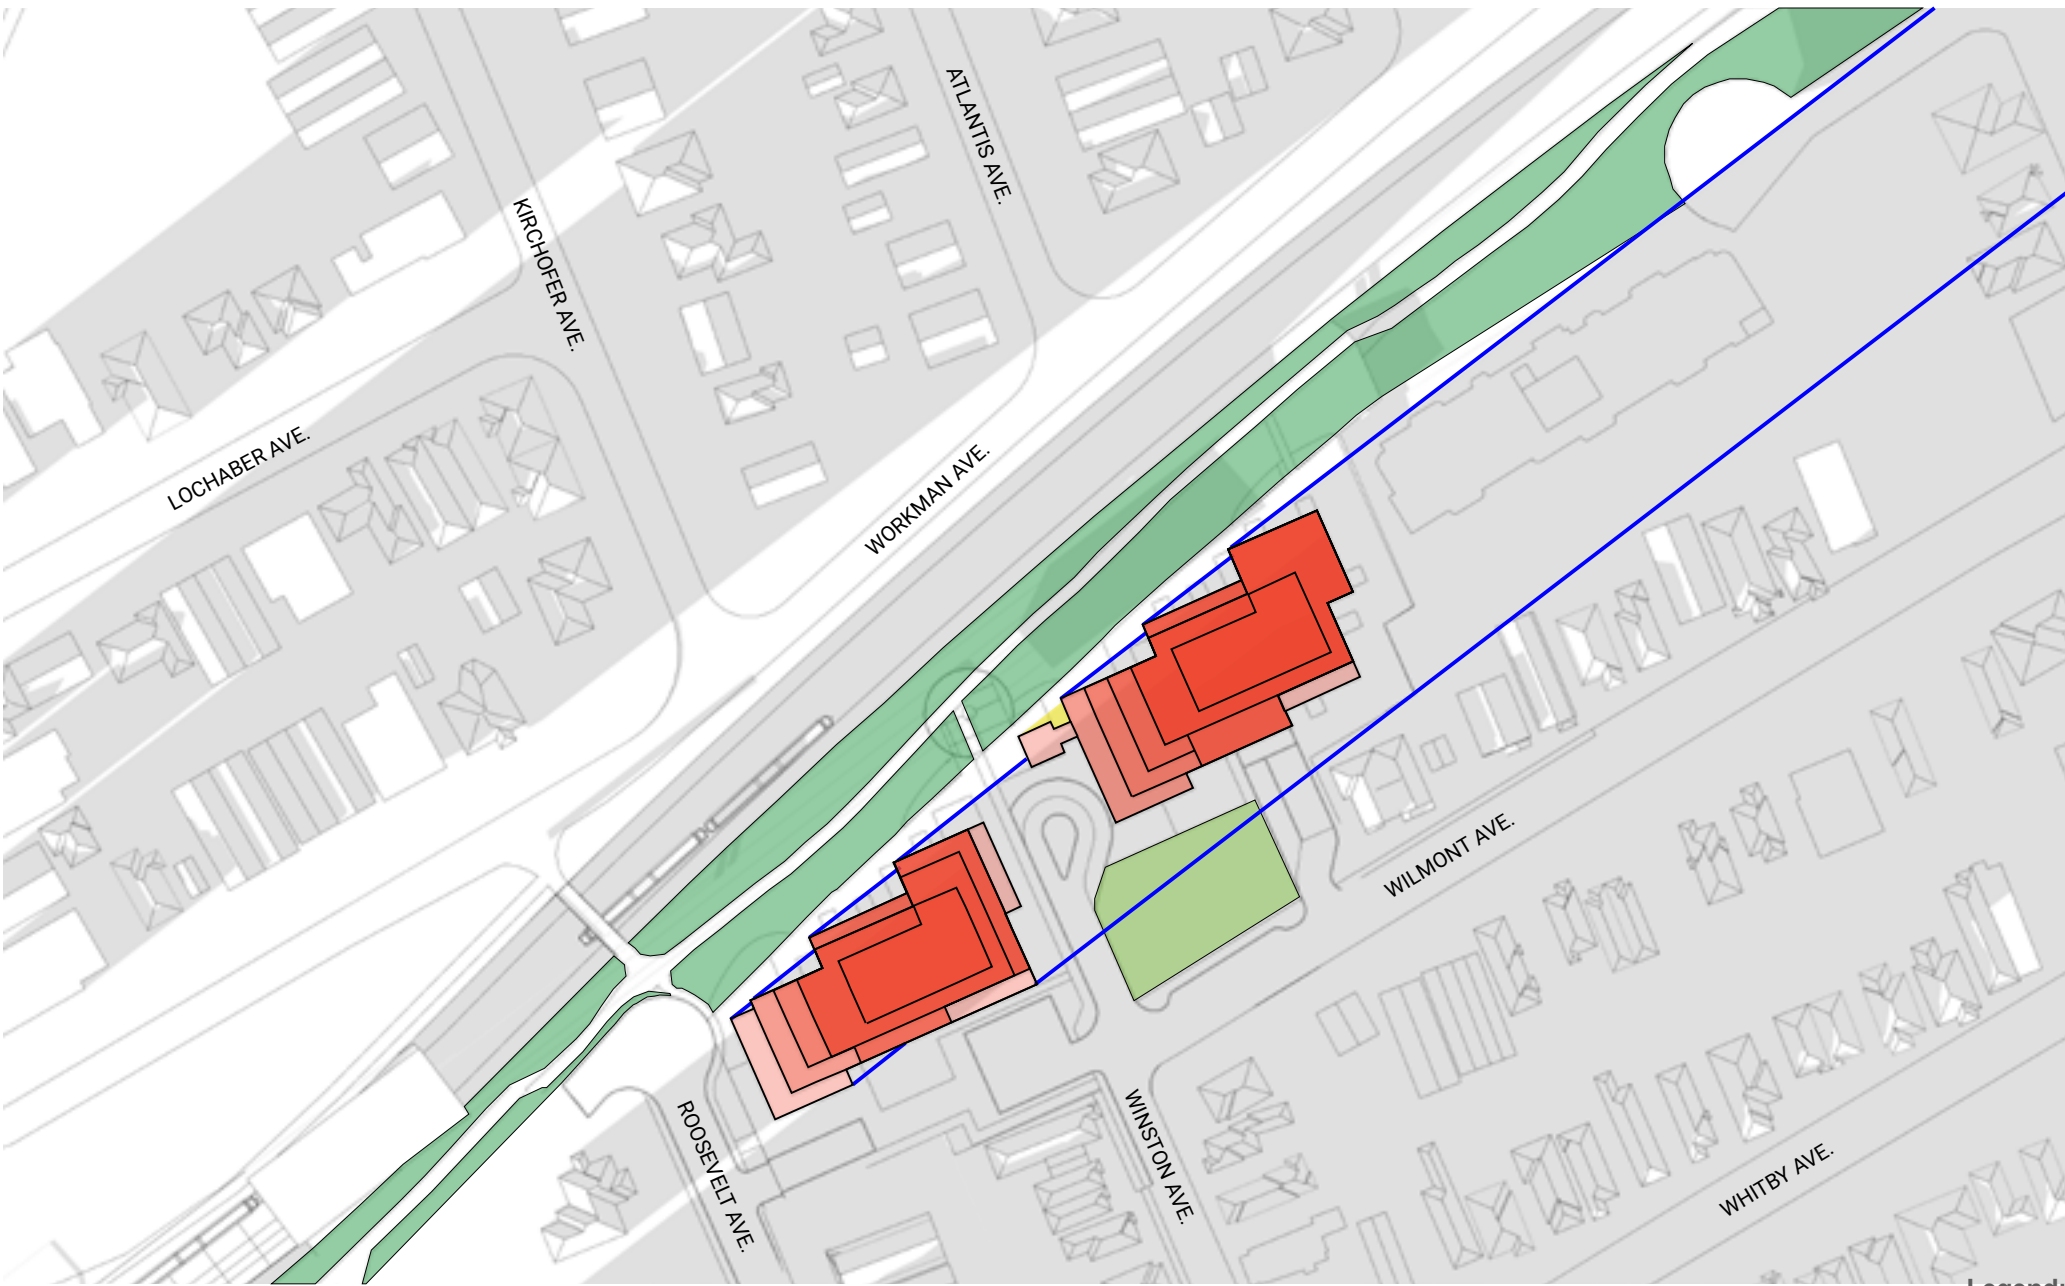 ATLANTIS AVE.
KIRCHOFER AVE.
LOCHABER AVE.
WORKMAN AVE.
WILMONT AVE.
ROOSEVELT AVE.
WINSTON AVE.
WHITBY AVE.